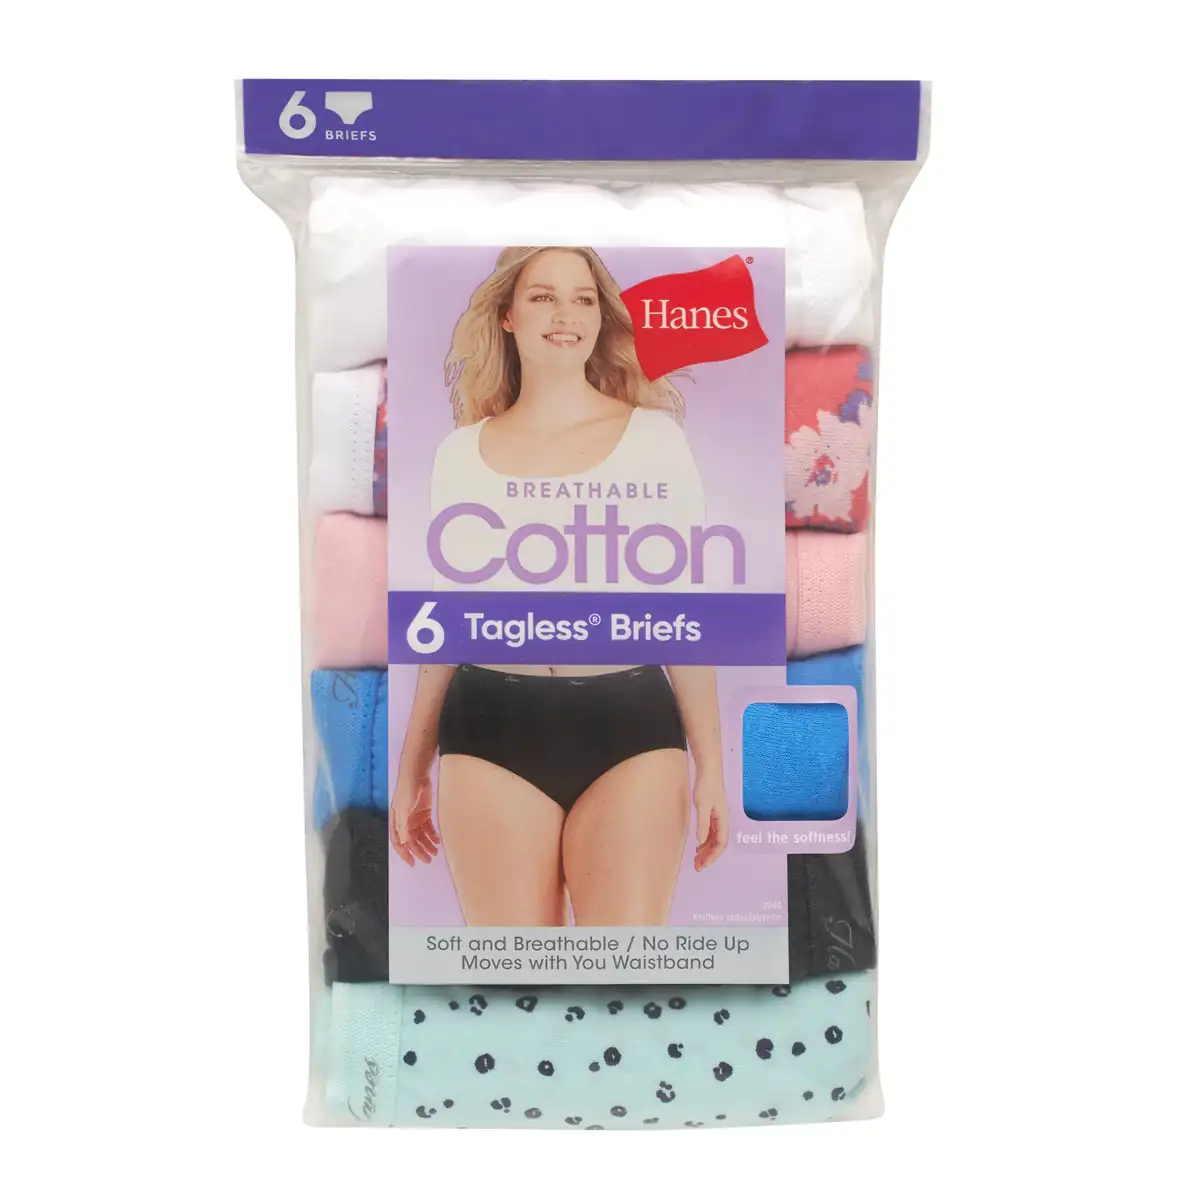 6
BRIEFS
Hanes
®
BREATHABLE
Cotton
6 Tagless® Briefs
feel the softness!
Soft and Breathable / No Ride Up
Moves with You Waistband
Hanes